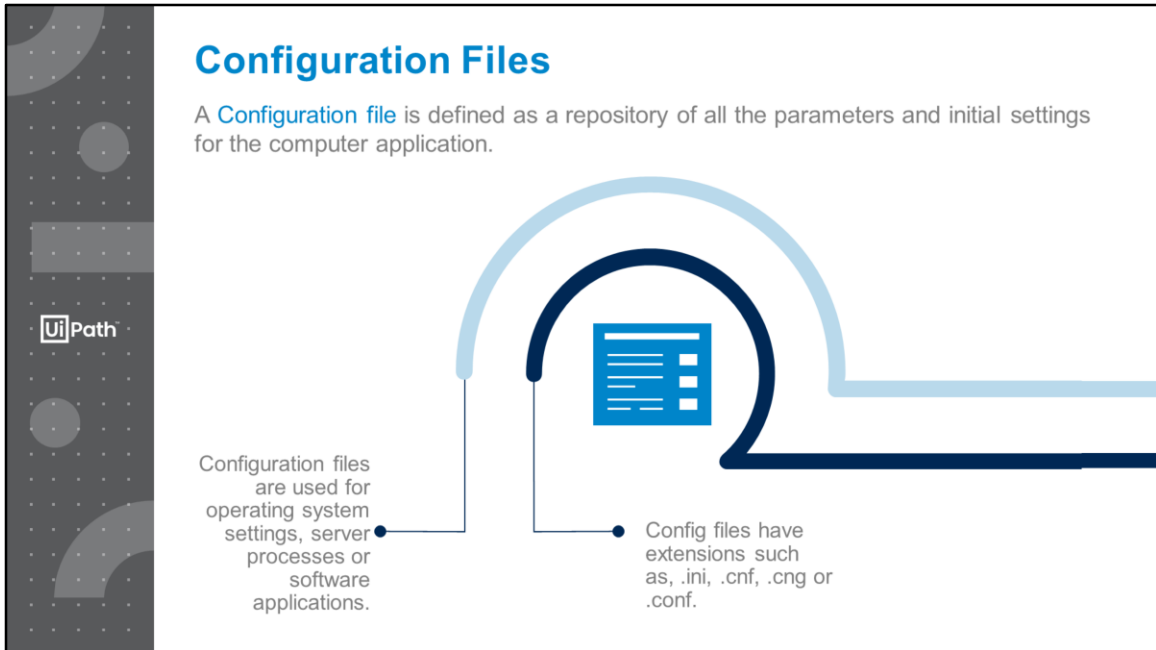 Configuration Files
A Configuration file is defined as a repository of all the parameters and initial settings
for the computer application.
UiPath™
Configuration files
are used for
operating system
settings, server
processes or
software
applications.
Config files have
extensions such
as, .ini, .cnf, .cng or
.conf.